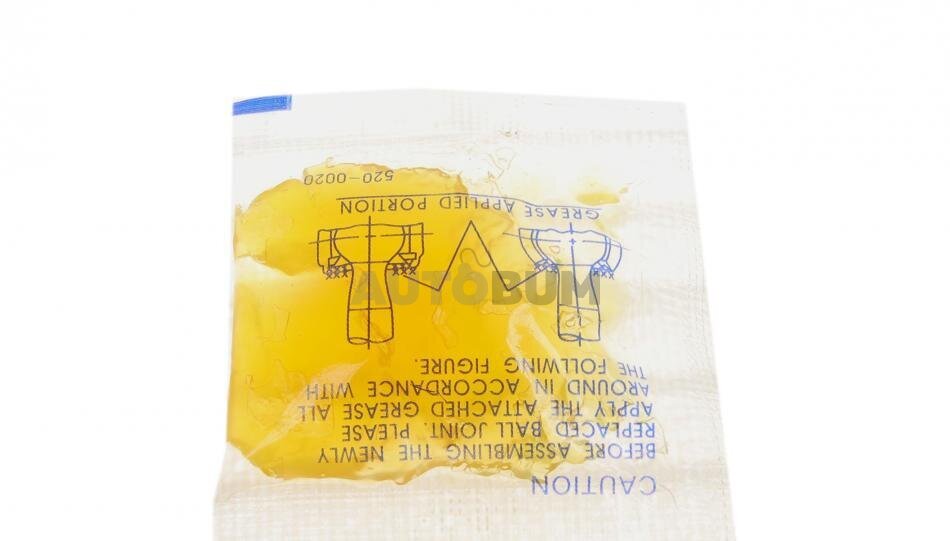 CAUTION
BEFORE ASSEMBLING THE NEWLY
REPLACED BALL JOINT. PLEASE
APPLY THE ATTACHED GREASE ALL
AROUND IN ACCORDANCE WITH
THE FOLLWING FIGURE.
GREASE APPLIED PORTION
520-0020
AUTOBUM